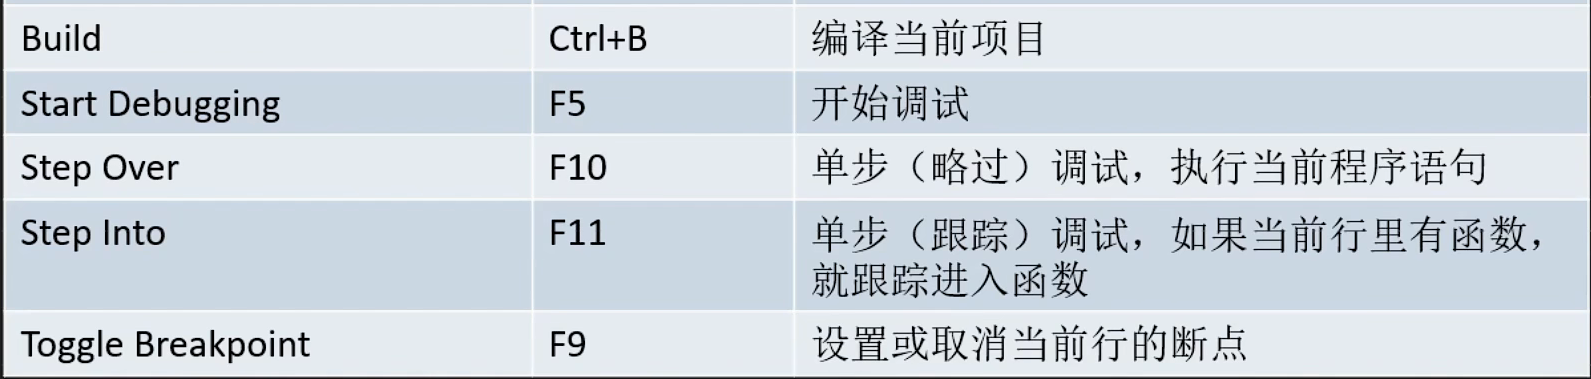 Build Ctrl+B 编译当前项目
Start Debugging F5 开始调试
Step Over F10 单步（略过）调试，执行当前程序语句
Step Into F11 单步（跟踪）调试，如果当前行里有函数，
就跟踪进入函数
Toggle Breakpoint F9 设置或取消当前行的断点